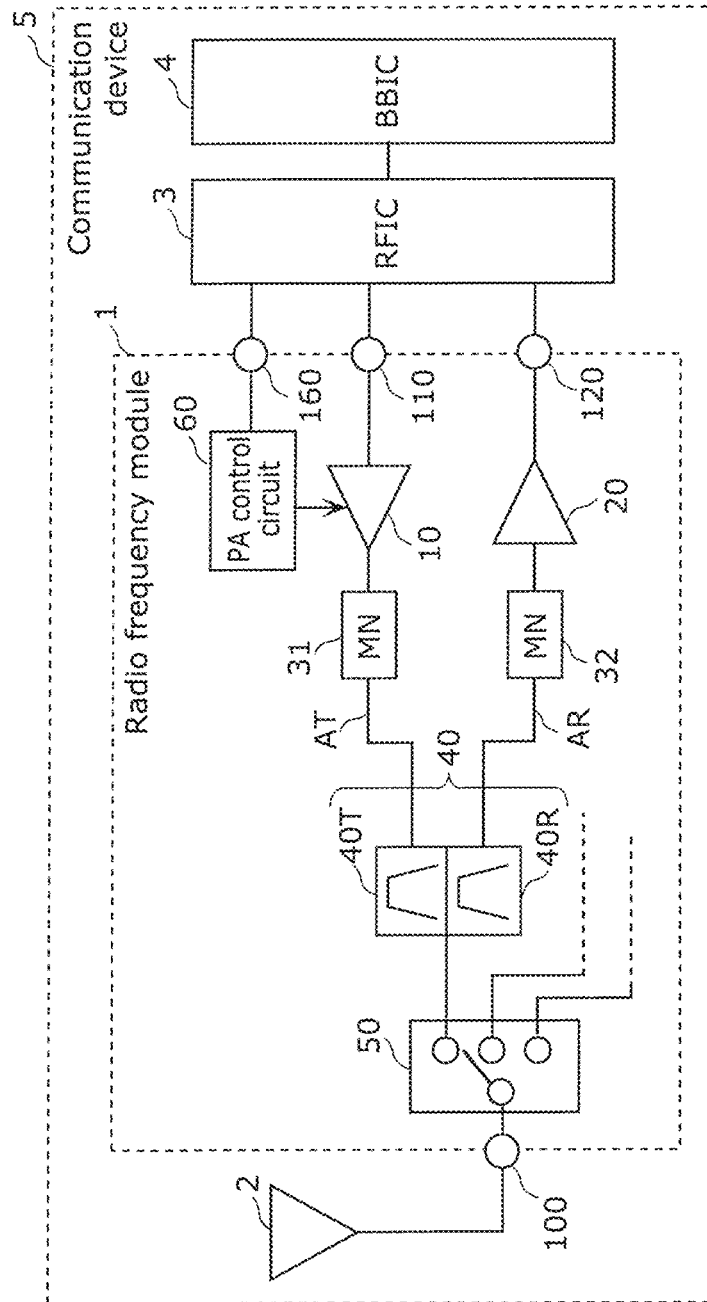 5
Communication
device
1
Radio frequency module
3
4
RFIC
BBIC
60
PA control
circuit
160
110
120
10
20
31
MN
32
MN
AT
AR
40
40T
40R
50
2
100